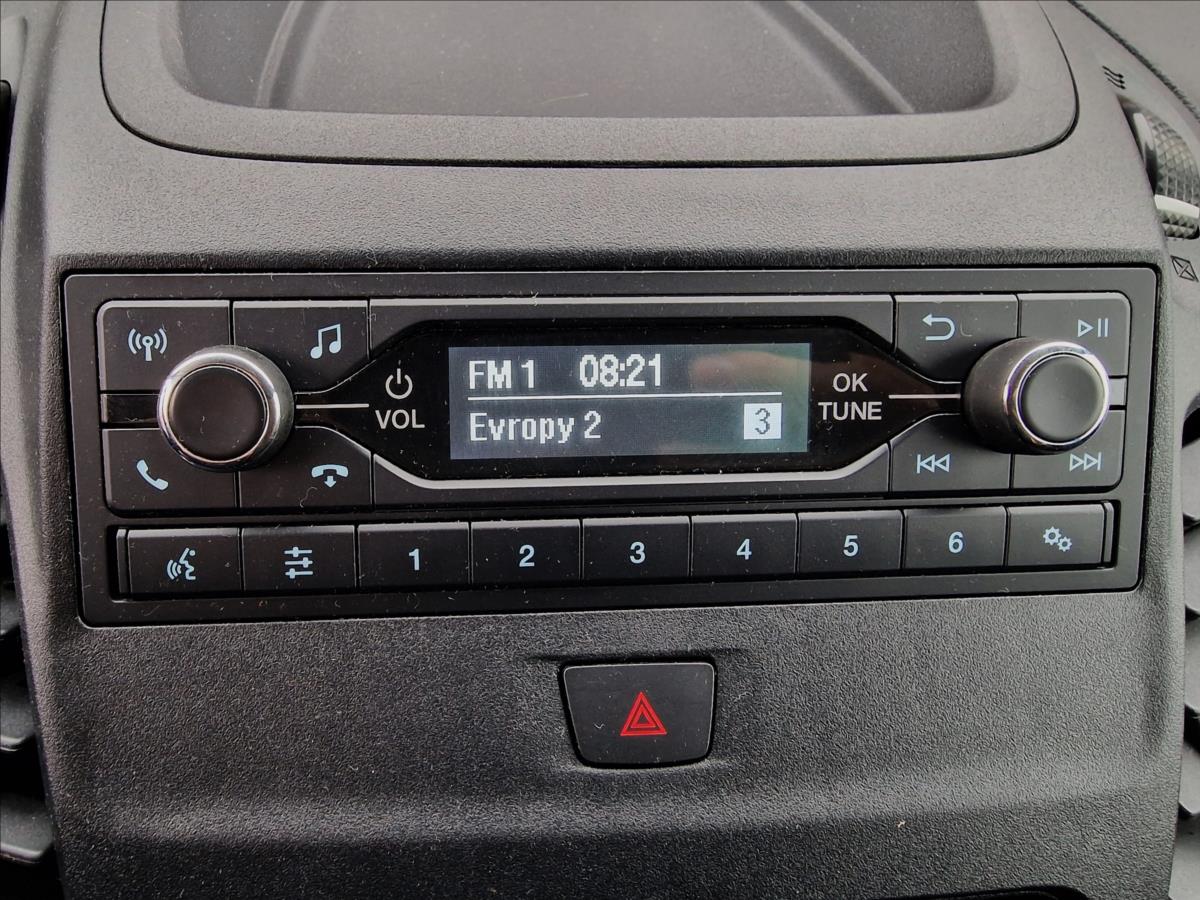 FM 1 08:21
Evropy 2 3
VOL
OK
TUNE
1 2 3 4 5 6